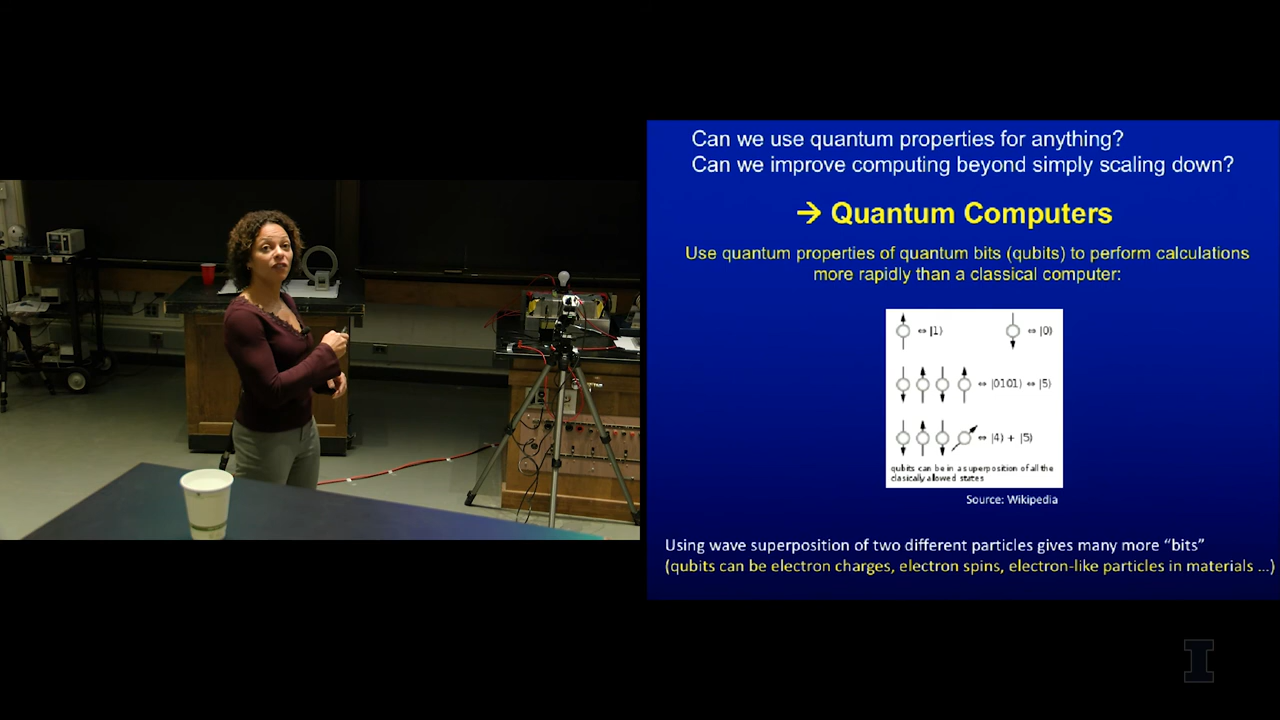 Can we use quantum properties for anything?
Can we improve computing beyond simply scaling down?
→ Quantum Computers
Use quantum properties of quantum bits (qubits) to perform calculations
more rapidly than a classical computer:
⇔ |1⟩ ⇔ |0⟩
⇔ |0101⟩ ⇔ |5⟩
⇔ |4⟩ + |5⟩
qubits can be in a superposition of all the
clasically allowed states
Source: Wikipedia
Using wave superposition of two different particles gives many more “bits”
(qubits can be electron charges, electron spins, electron-like particles in materials ...)
I